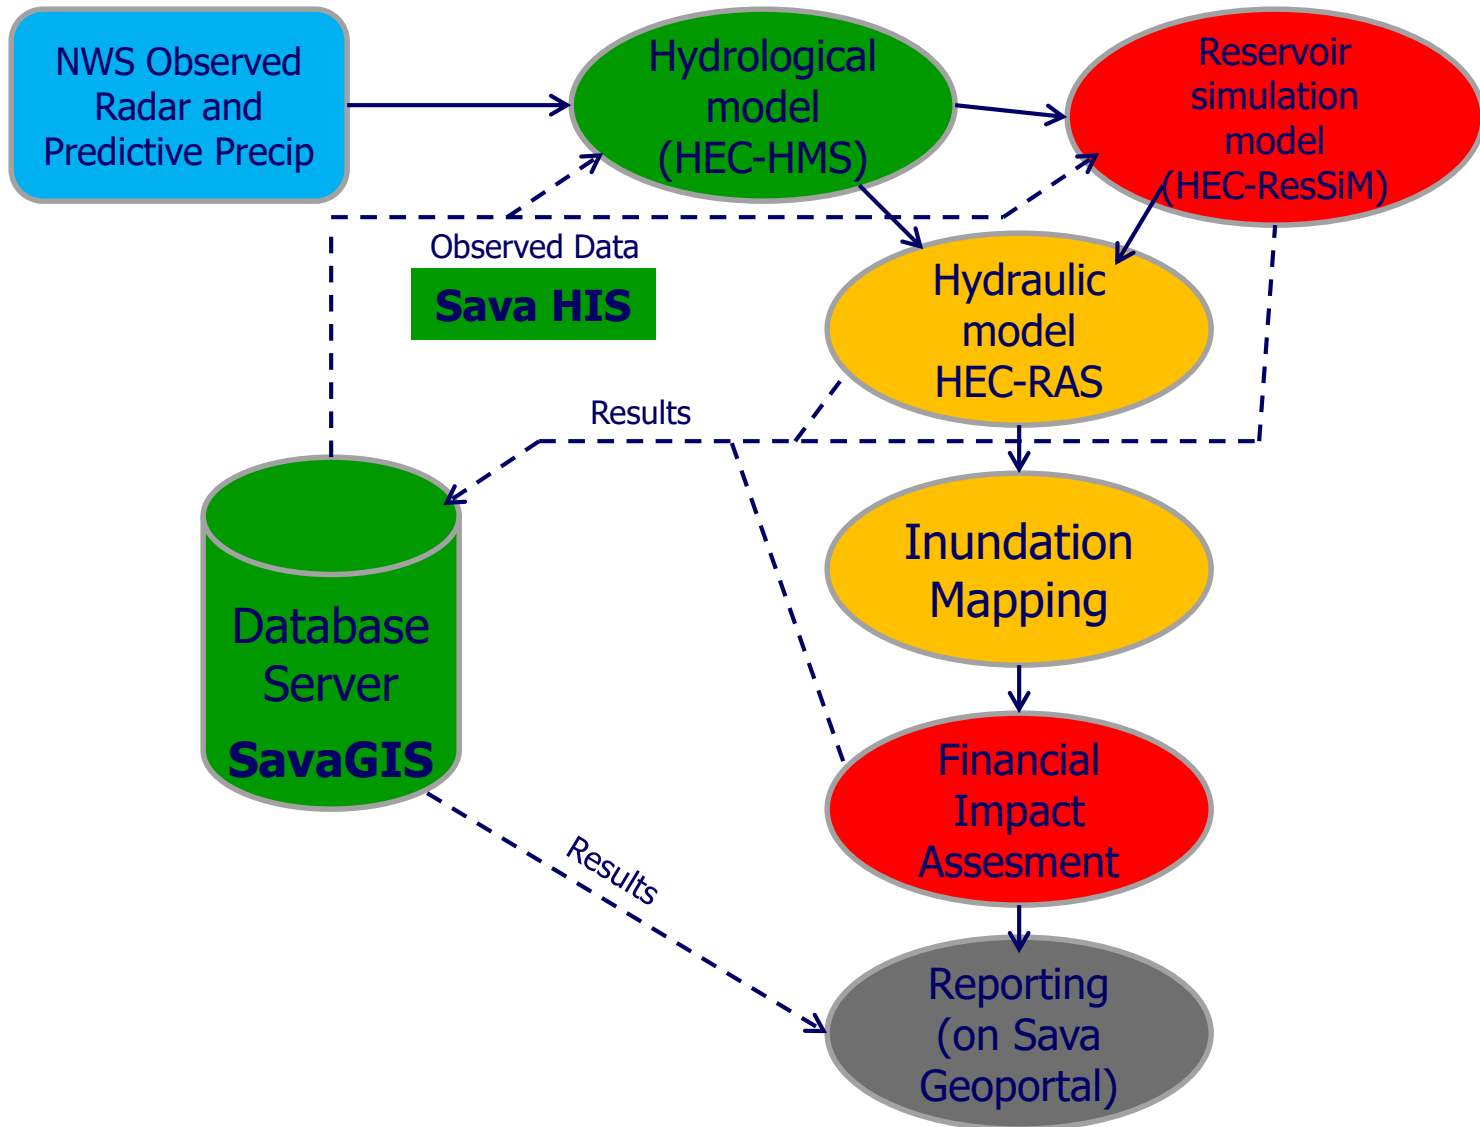 NWS Observed
Radar and
Predictive Precip
Hydrological
model
(HEC-HMS)
Reservoir
simulation
model
(HEC-ResSiM)
Observed Data
Sava HIS
Hydraulic
model
HEC-RAS
Results
Inundation
Mapping
Database
Server
SavaGIS
Financial
Impact
Assesment
Results
Reporting
(on Sava
Geoportal)